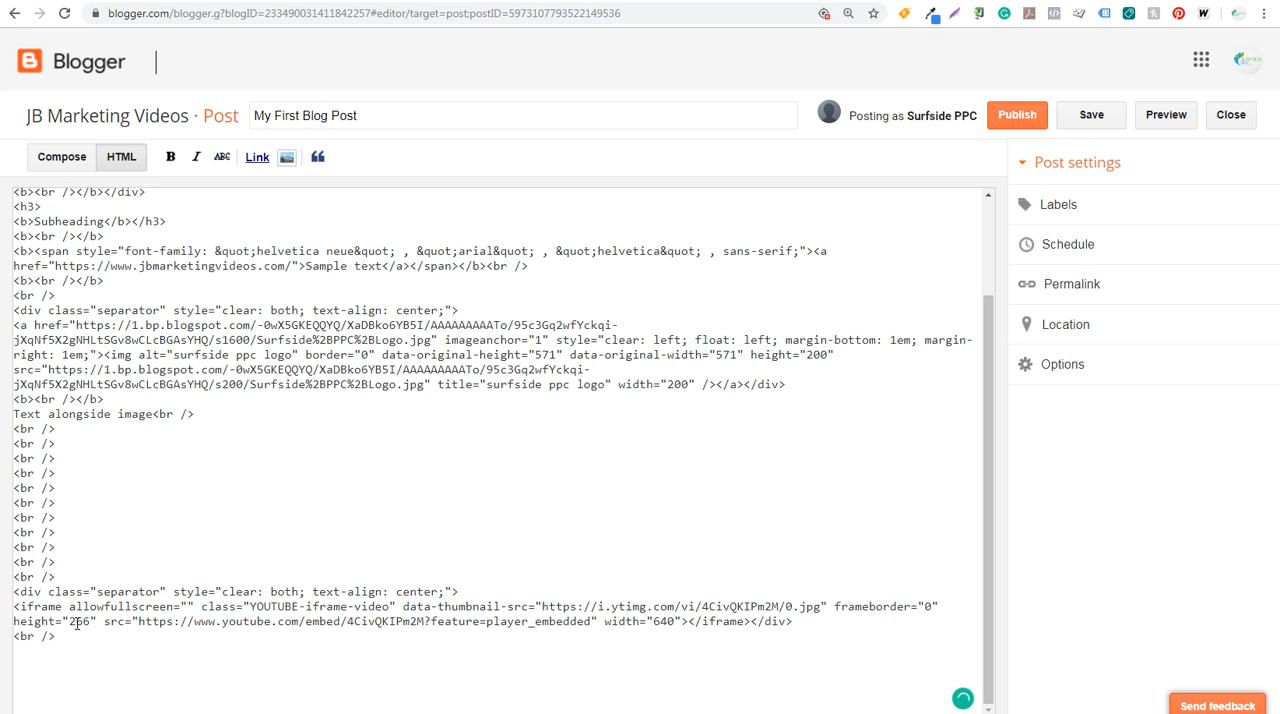 blogger.com/blogger.g?blogID=233490031411842257#editor/target=post;postID=5973107793522149536
Blogger
JB Marketing Videos · Post
My First Blog Post
Posting as Surfside PPC
Publish
Save
Preview
Close
Compose
HTML
B
I
ABC
Link
<b><br /></b></div>
<h3>
<b>Subheading</b></h3>
<b><br /></b>
<b><span style="font-family: &quot;helvetica neue&quot; , &quot;arial&quot; , &quot;helvetica&quot; , sans-serif;"><a
href="https://www.jbmarketingvideos.com/">Sample text</a></span></b><br />
<b><br /></b>
<br />
<div class="separator" style="clear: both; text-align: center;">
<a href="https://1.bp.blogspot.com/-0wX5GKEQQYQ/XaDBko6YB5I/AAAAAAAAATo/95c3Gq2wfYckqi-
jXqNf5X2gNHLtSGv8wCLcBGAsYHQ/s1600/Surfside%2BPPC%2BLogo.jpg" imageanchor="1" style="clear: left; float: left; margin-bottom: 1em; margin-
right: 1em;"><img alt="surfside ppc logo" border="0" data-original-height="571" data-original-width="571" height="200"
src="https://1.bp.blogspot.com/-0wX5GKEQQYQ/XaDBko6YB5I/AAAAAAAAATo/95c3Gq2wfYckqi-
jXqNf5X2gNHLtSGv8wCLcBGAsYHQ/s200/Surfside%2BPPC%2BLogo.jpg" title="surfside ppc logo" width="200" /></a></div>
<b><br /></b>
Text alongside image<br />
<br />
<br />
<br />
<br />
<br />
<br />
<br />
<br />
<br />
<br />
<br />
<div class="separator" style="clear: both; text-align: center;">
<iframe allowfullscreen="" class="YOUTUBE-iframe-video" data-thumbnail-src="https://i.ytimg.com/vi/4CivQKIPm2M/0.jpg" frameborder="0"
height="266" src="https://www.youtube.com/embed/4CivQKIPm2M?feature=player_embedded" width="640"></iframe></div>
<br />
Post settings
Labels
Schedule
Permalink
Location
Options
Send feedback